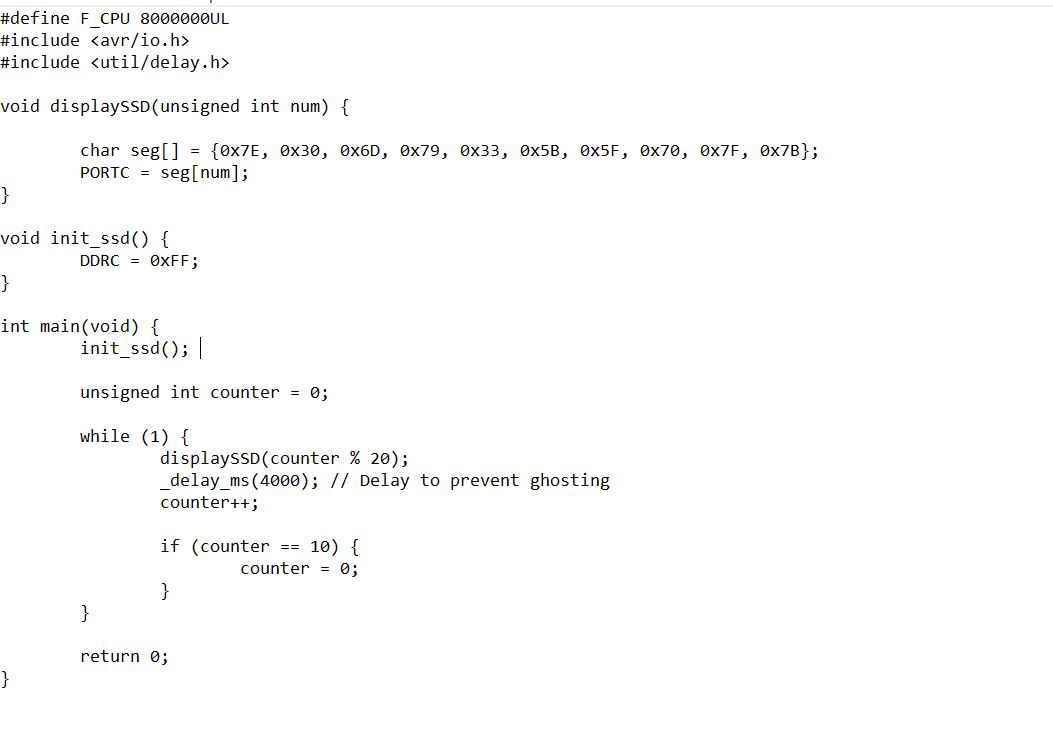 #define F_CPU 8000000UL
#include <avr/io.h>
#include <util/delay.h>
void displaySSD(unsigned int num) {
char seg[] = {0x7E, 0x30, 0x6D, 0x79, 0x33, 0x5B, 0x5F, 0x70, 0x7F, 0x7B};
PORTC = seg[num];
}
void init_ssd() {
DDRC = 0xFF;
}
int main(void) {
init_ssd();
unsigned int counter = 0;
while (1) {
displaySSD(counter % 20);
_delay_ms(4000); // Delay to prevent ghosting
counter++;
if (counter == 10) {
counter = 0;
}
}
return 0;
}